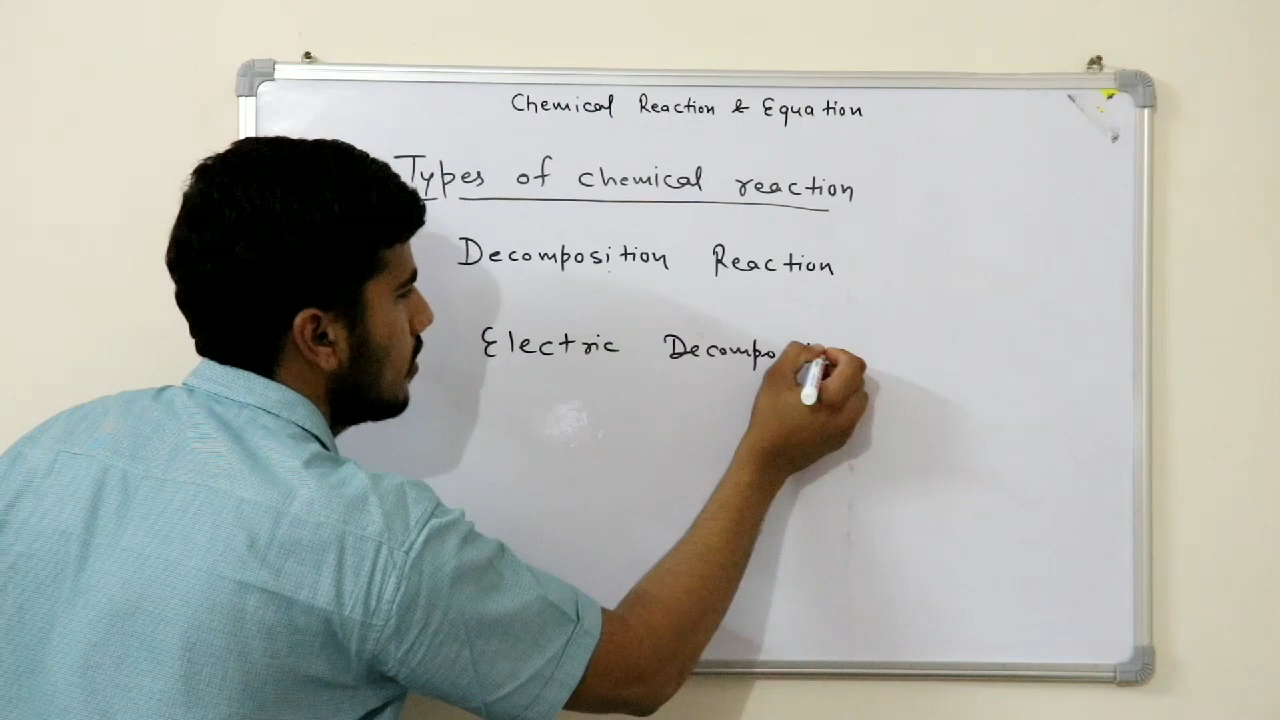 Chemical Reaction & Equation
Types of chemical reaction
Decomposition Reaction
Electric Decompo